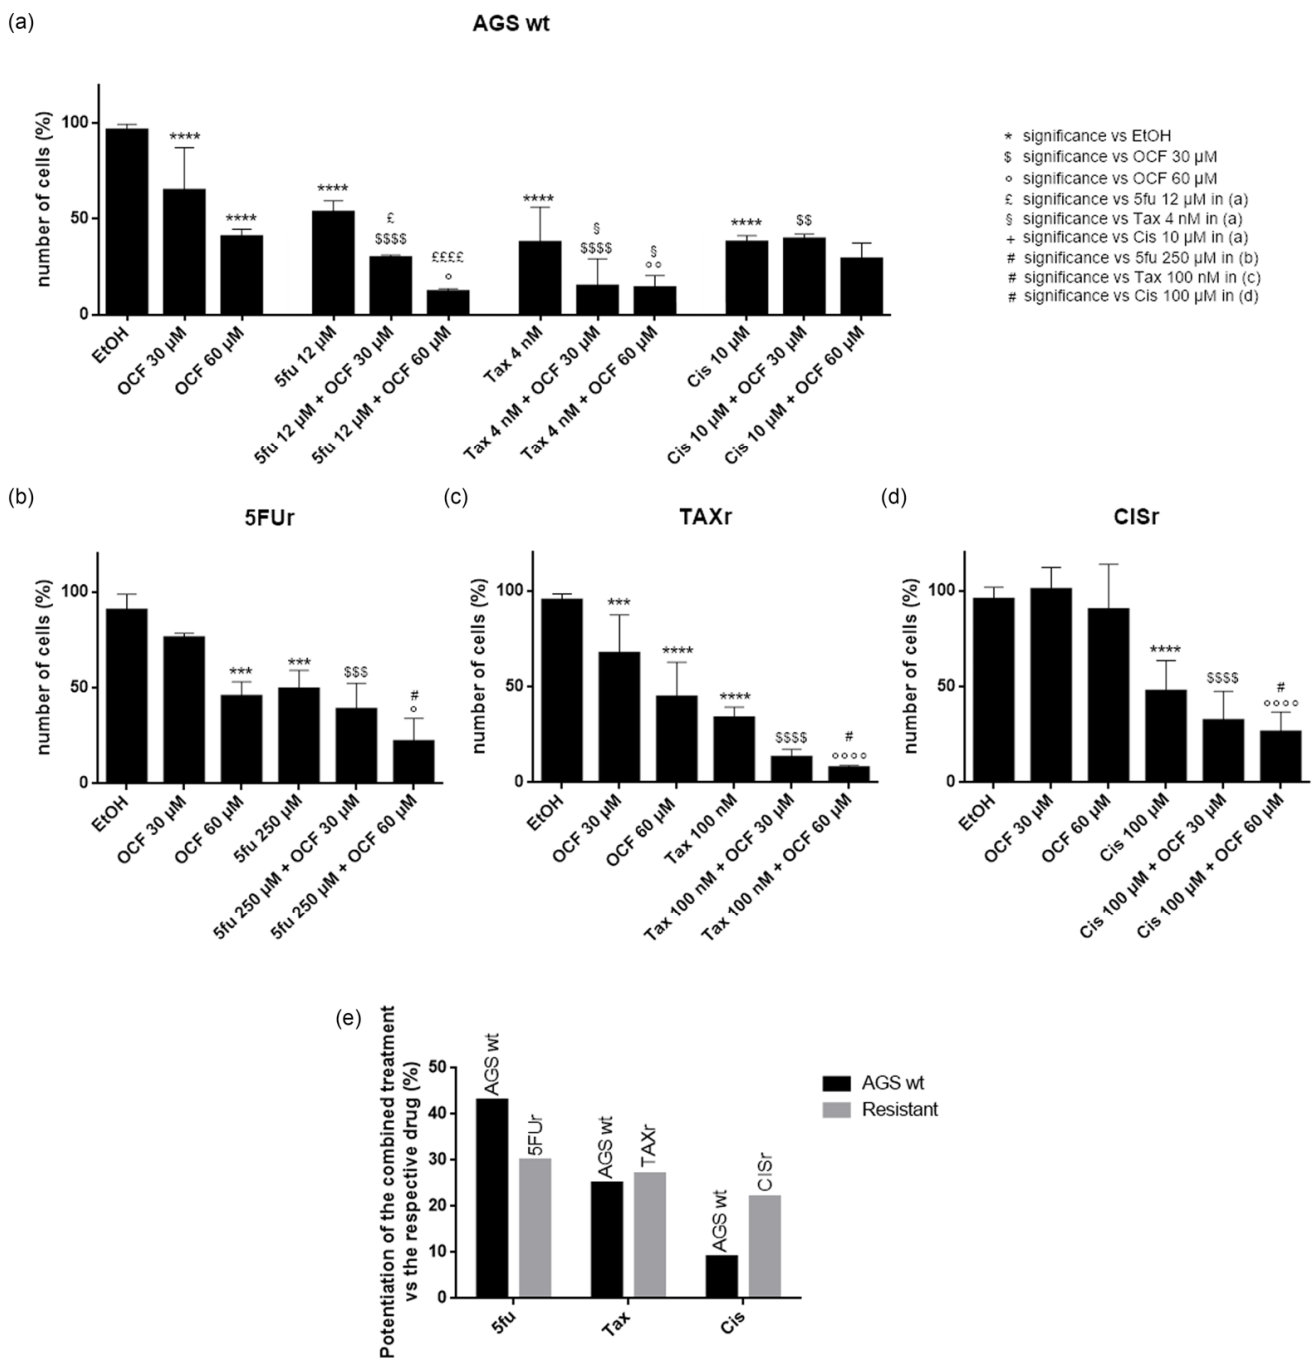 (a)
AGS wt
number of cells (%)
100
50
0
****
****
****
£
$$$$
££££
°
****
§
$$$$
§
°°
****
$$
EtOH
OCF 30 µM
OCF 60 µM
5fu 12 µM
5fu 12 µM + OCF 30 µM
5fu 12 µM + OCF 60 µM
Tax 4 nM
Tax 4 nM + OCF 30 µM
Tax 4 nM + OCF 60 µM
Cis 10 µM
Cis 10 µM + OCF 30 µM
Cis 10 µM + OCF 60 µM
* significance vs EtOH
$ significance vs OCF 30 µM
° significance vs OCF 60 µM
£ significance vs 5fu 12 µM in (a)
§ significance vs Tax 4 nM in (a)
+ significance vs Cis 10 µM in (a)
# significance vs 5fu 250 µM in (b)
# significance vs Tax 100 nM in (c)
# significance vs Cis 100 µM in (d)
(b)
5FUr
number of cells (%)
100
50
0
***
***
$$$
#
°
EtOH
OCF 30 µM
OCF 60 µM
5fu 250 µM
5fu 250 µM + OCF 30 µM
5fu 250 µM + OCF 60 µM
(c)
TAXr
number of cells (%)
100
50
0
***
****
****
$$$$
#
°°°°
EtOH
OCF 30 µM
OCF 60 µM
Tax 100 nM
Tax 100 nM + OCF 30 µM
Tax 100 nM + OCF 60 µM
(d)
CISr
number of cells (%)
100
50
0
****
$$$$
#
°°°°
EtOH
OCF 30 µM
OCF 60 µM
Cis 100 µM
Cis 100 µM + OCF 30 µM
Cis 100 µM + OCF 60 µM
(e)
Potentiation of the combined treatment
vs the respective drug (%)
50
40
30
20
10
0
AGS wt
5FUr
AGS wt
TAXr
AGS wt
CISr
5fu
Tax
Cis
AGS wt
Resistant